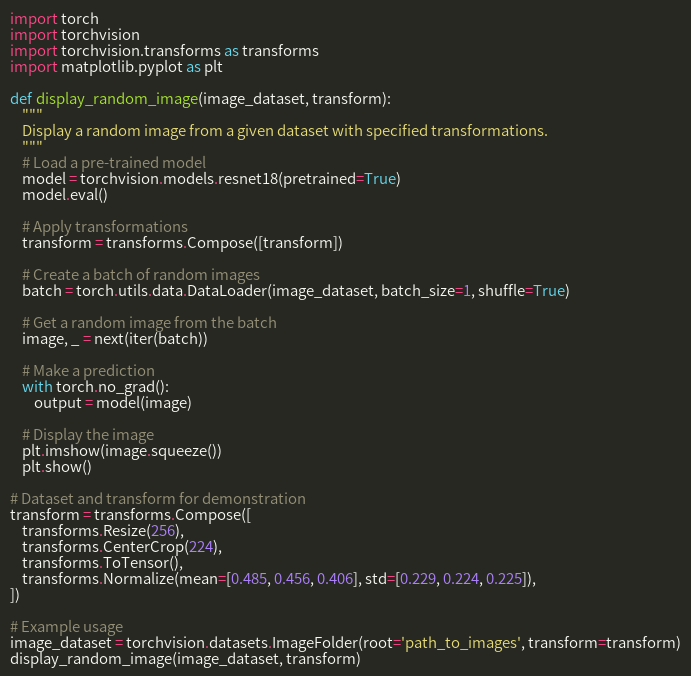 import torch
import torchvision
import torchvision.transforms as transforms
import matplotlib.pyplot as plt

def display_random_image(image_dataset, transform):
    """
    Display a random image from a given dataset with specified transformations.
    """
    # Load a pre-trained model
    model = torchvision.models.resnet18(pretrained=True)
    model.eval()

    # Apply transformations
    transform = transforms.Compose([transform])

    # Create a batch of random images
    batch = torch.utils.data.DataLoader(image_dataset, batch_size=1, shuffle=True)

    # Get a random image from the batch
    image, _ = next(iter(batch))

    # Make a prediction
    with torch.no_grad():
        output = model(image)

    # Display the image
    plt.imshow(image.squeeze())
    plt.show()

# Dataset and transform for demonstration
transform = transforms.Compose([
    transforms.Resize(256),
    transforms.CenterCrop(224),
    transforms.ToTensor(),
    transforms.Normalize(mean=[0.485, 0.456, 0.406], std=[0.229, 0.224, 0.225]),
])

# Example usage
image_dataset = torchvision.datasets.ImageFolder(root='path_to_images', transform=transform)
display_random_image(image_dataset, transform)